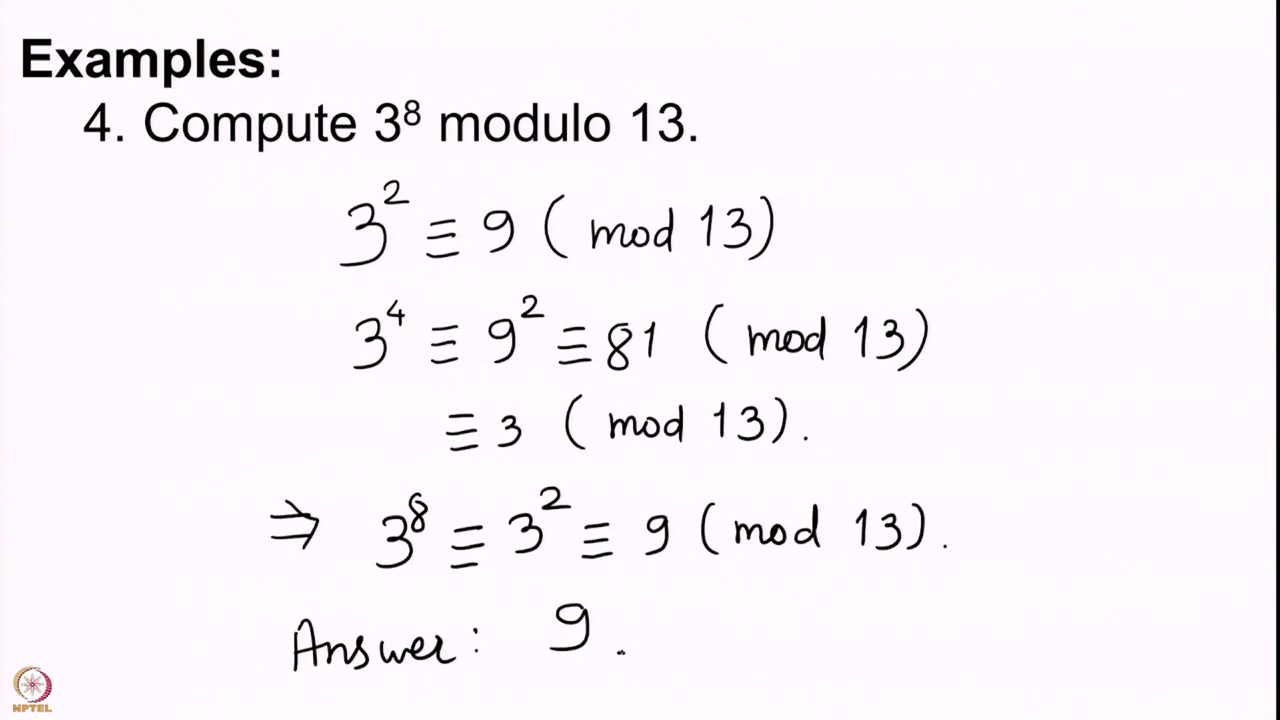 Examples:
4. Compute 3⁸ modulo 13.
3² ≡ 9 ( mod 13)
3⁴ ≡ 9² ≡ 81 ( mod 13)
≡ 3 ( mod 13).
⇒ 3⁸ ≡ 3² ≡ 9 ( mod 13).
Answer: 9.
NPTEL